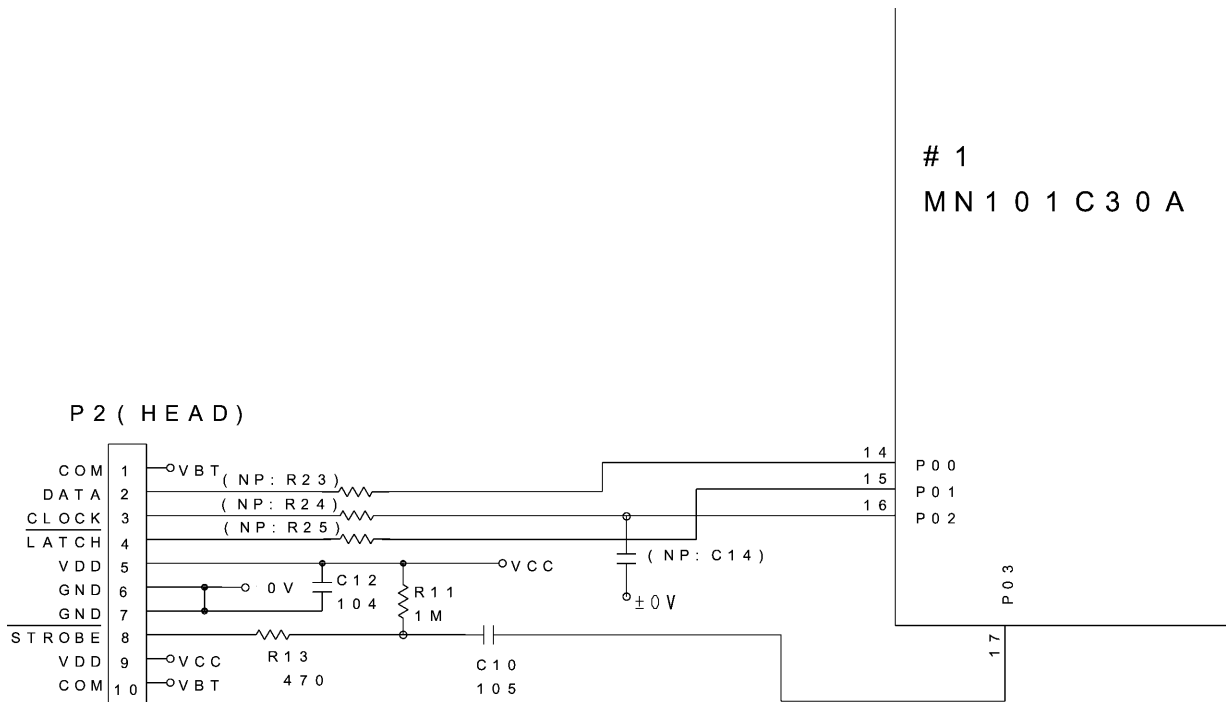 # 1
MN101C30A
P2(HEAD)
COM 1 VBT
DATA 2 (NP: R23)
CLOCK 3 (NP: R24)
LATCH 4 (NP: R25)
14 P00
15 P01
16 P02
(NP: C14)
±0V
VDD 5 VCC
GND 6 0V
GND 7
C12
104
R11
1M
STROBE 8
R13
470
C10
105
VDD 9 VCC
COM 10 VBT
P03
17